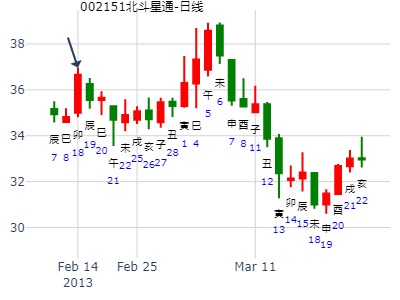 002151北斗星通-日线
38
36
34
32
30
辰 7
巳 8
卯 18
辰 19
巳 20
午 21
未 22
戌 25
亥 26
子 27
丑 28
寅 1
巳 4
午 5
未 6
申 7
酉 8
子 11
丑 12
寅 13
卯 14
辰 15
未 18
申 19
酉 20
戌 21
亥 22
Feb 14
2013
Feb 25
Mar 11